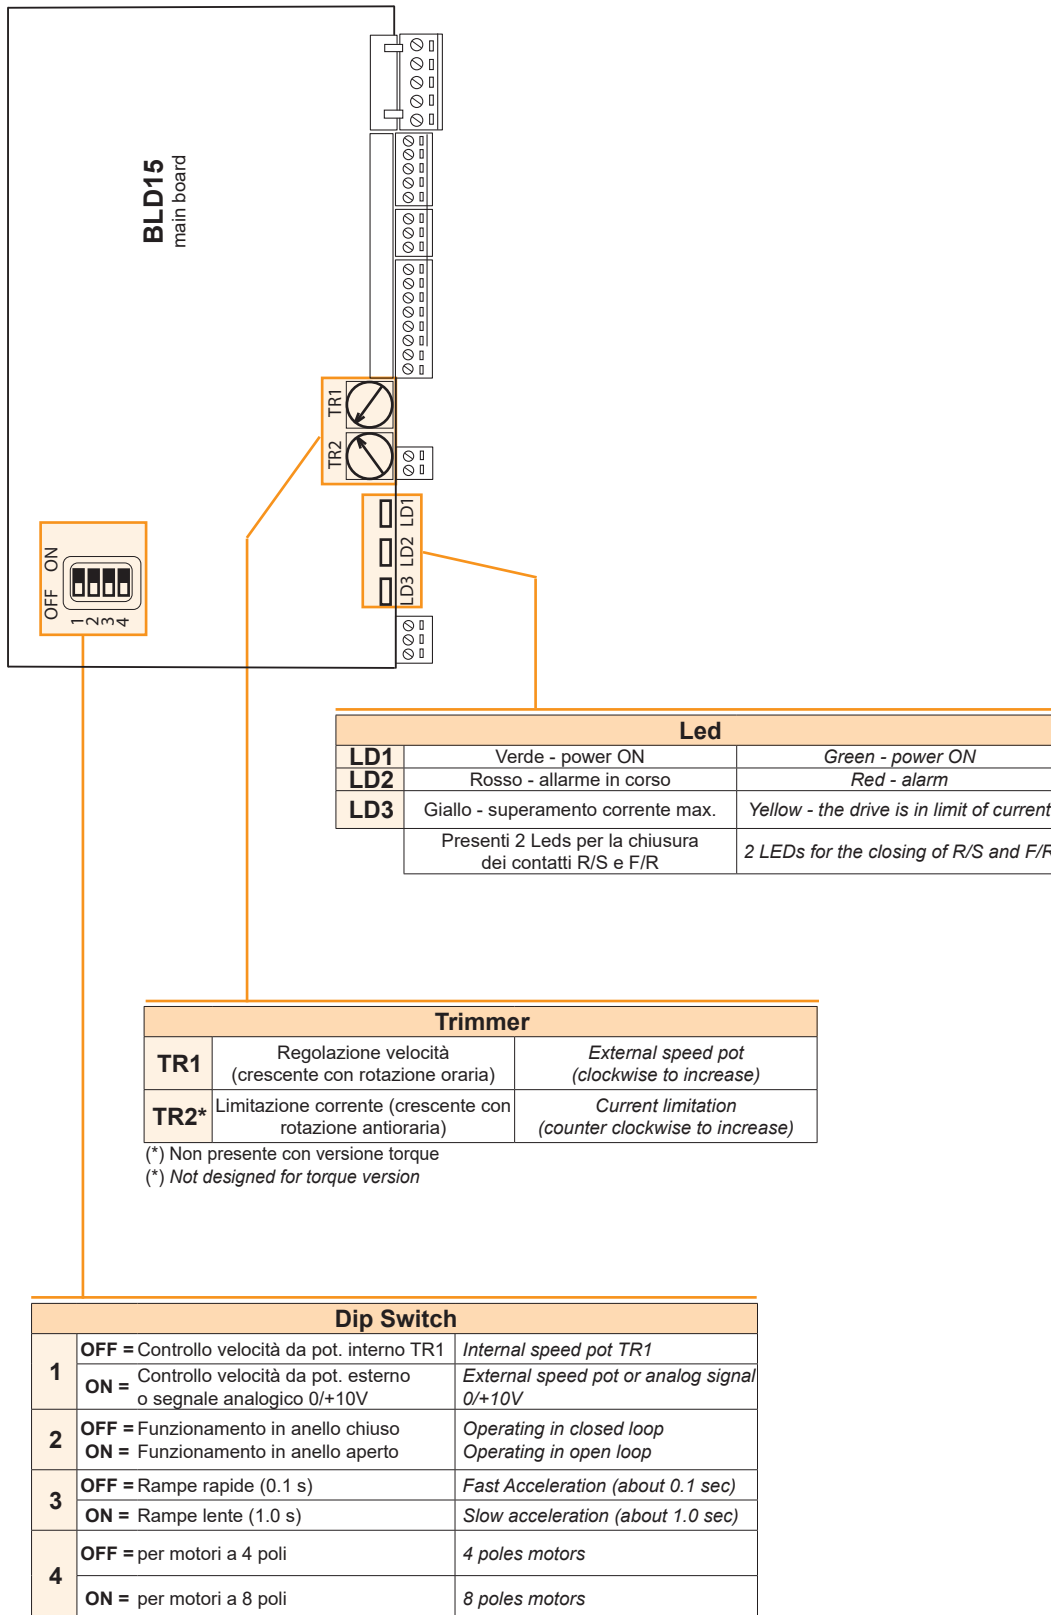 BLD15
main board
TR1
TR2
LD1
LD2
LD3
OFF ON
1
2
3
4
Led
LD1 Verde - power ON Green - power ON
LD2 Rosso - allarme in corso Red - alarm
LD3 Giallo - superamento corrente max. Yellow - the drive is in limit of current
Presenti 2 Leds per la chiusura
dei contatti R/S e F/R
2 LEDs for the closing of R/S and F/R
Trimmer
TR1
Regolazione velocità
(crescente con rotazione oraria)
External speed pot
(clockwise to increase)
TR2*
Limitazione corrente (crescente con
rotazione antioraria)
Current limitation
(counter clockwise to increase)
(*) Non presente con versione torque
(*) Not designed for torque version
Dip Switch
1
OFF = Controllo velocità da pot. interno TR1 Internal speed pot TR1
ON = Controllo velocità da pot. esterno
o segnale analogico 0/+10V
External speed pot or analog signal
0/+10V
2
OFF = Funzionamento in anello chiuso Operating in closed loop
ON = Funzionamento in anello aperto Operating in open loop
3
OFF = Rampe rapide (0.1 s) Fast Acceleration (about 0.1 sec)
ON = Rampe lente (1.0 s) Slow acceleration (about 1.0 sec)
4
OFF = per motori a 4 poli 4 poles motors
ON = per motori a 8 poli 8 poles motors